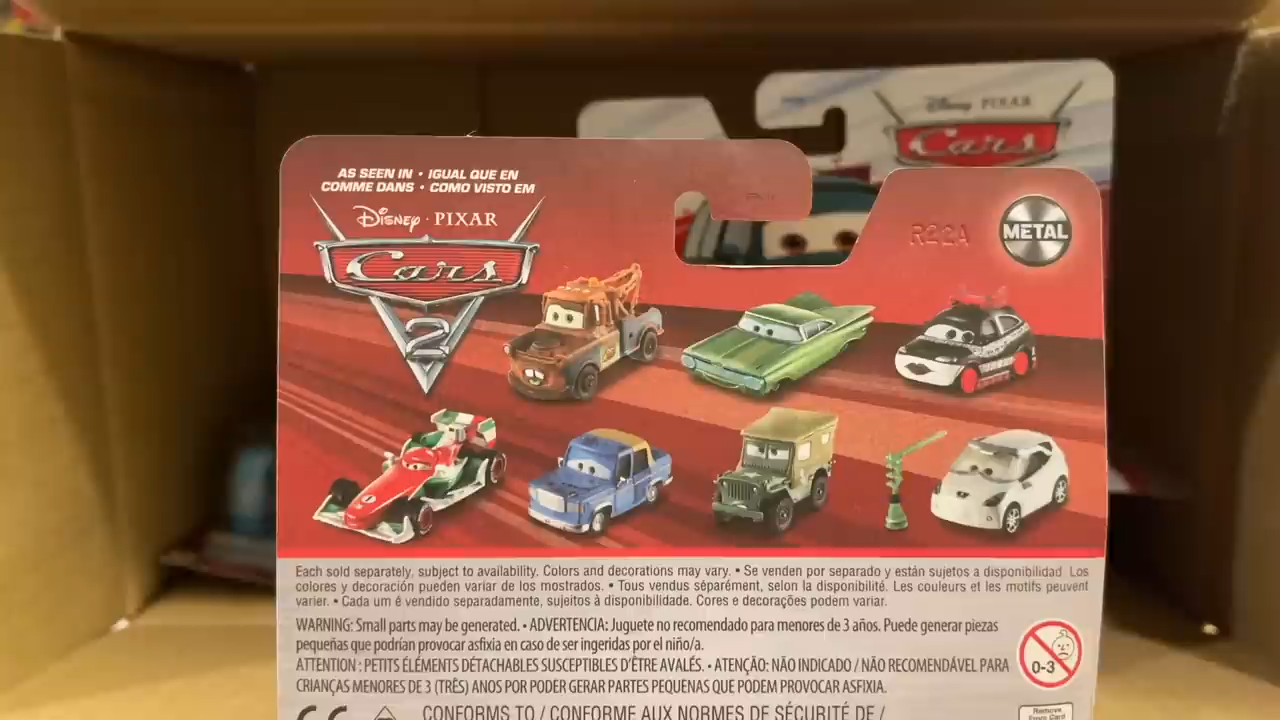 Disney PIXAR
Cars
AS SEEN IN • IGUAL QUE EN
COMME DANS • COMO VISTO EM
Disney · PIXAR
Cars
2
R22A
METAL
Each sold separately, subject to availability. Colors and decorations may vary. • Se venden por separado y están sujetos a disponibilidad. Los
colores y decoración pueden variar de los mostrados. • Tous vendus séparément, selon la disponibilité. Les couleurs et les motifs peuvent
varier. • Cada um é vendido separadamente, sujeitos à disponibilidade. Cores e decorações podem variar.
WARNING: Small parts may be generated. • ADVERTENCIA: Juguete no recomendado para menores de 3 años. Puede generar piezas
pequeñas que podrían provocar asfixia en caso de ser ingeridas por el niño/a.
ATTENTION : PETITS ÉLÉMENTS DÉTACHABLES SUSCEPTIBLES D'ÊTRE AVALÉS. • ATENÇÃO: NÃO INDICADO / NÃO RECOMENDÁVEL PARA
CRIANÇAS MENORES DE 3 (TRÊS) ANOS POR PODER GERAR PARTES PEQUENAS QUE PODEM PROVOCAR ASFIXIA.
0-3
CE
CONFORMS TO / CONFORME AUX NORMES DE SÉCURITÉ DE /
Remove
From Card